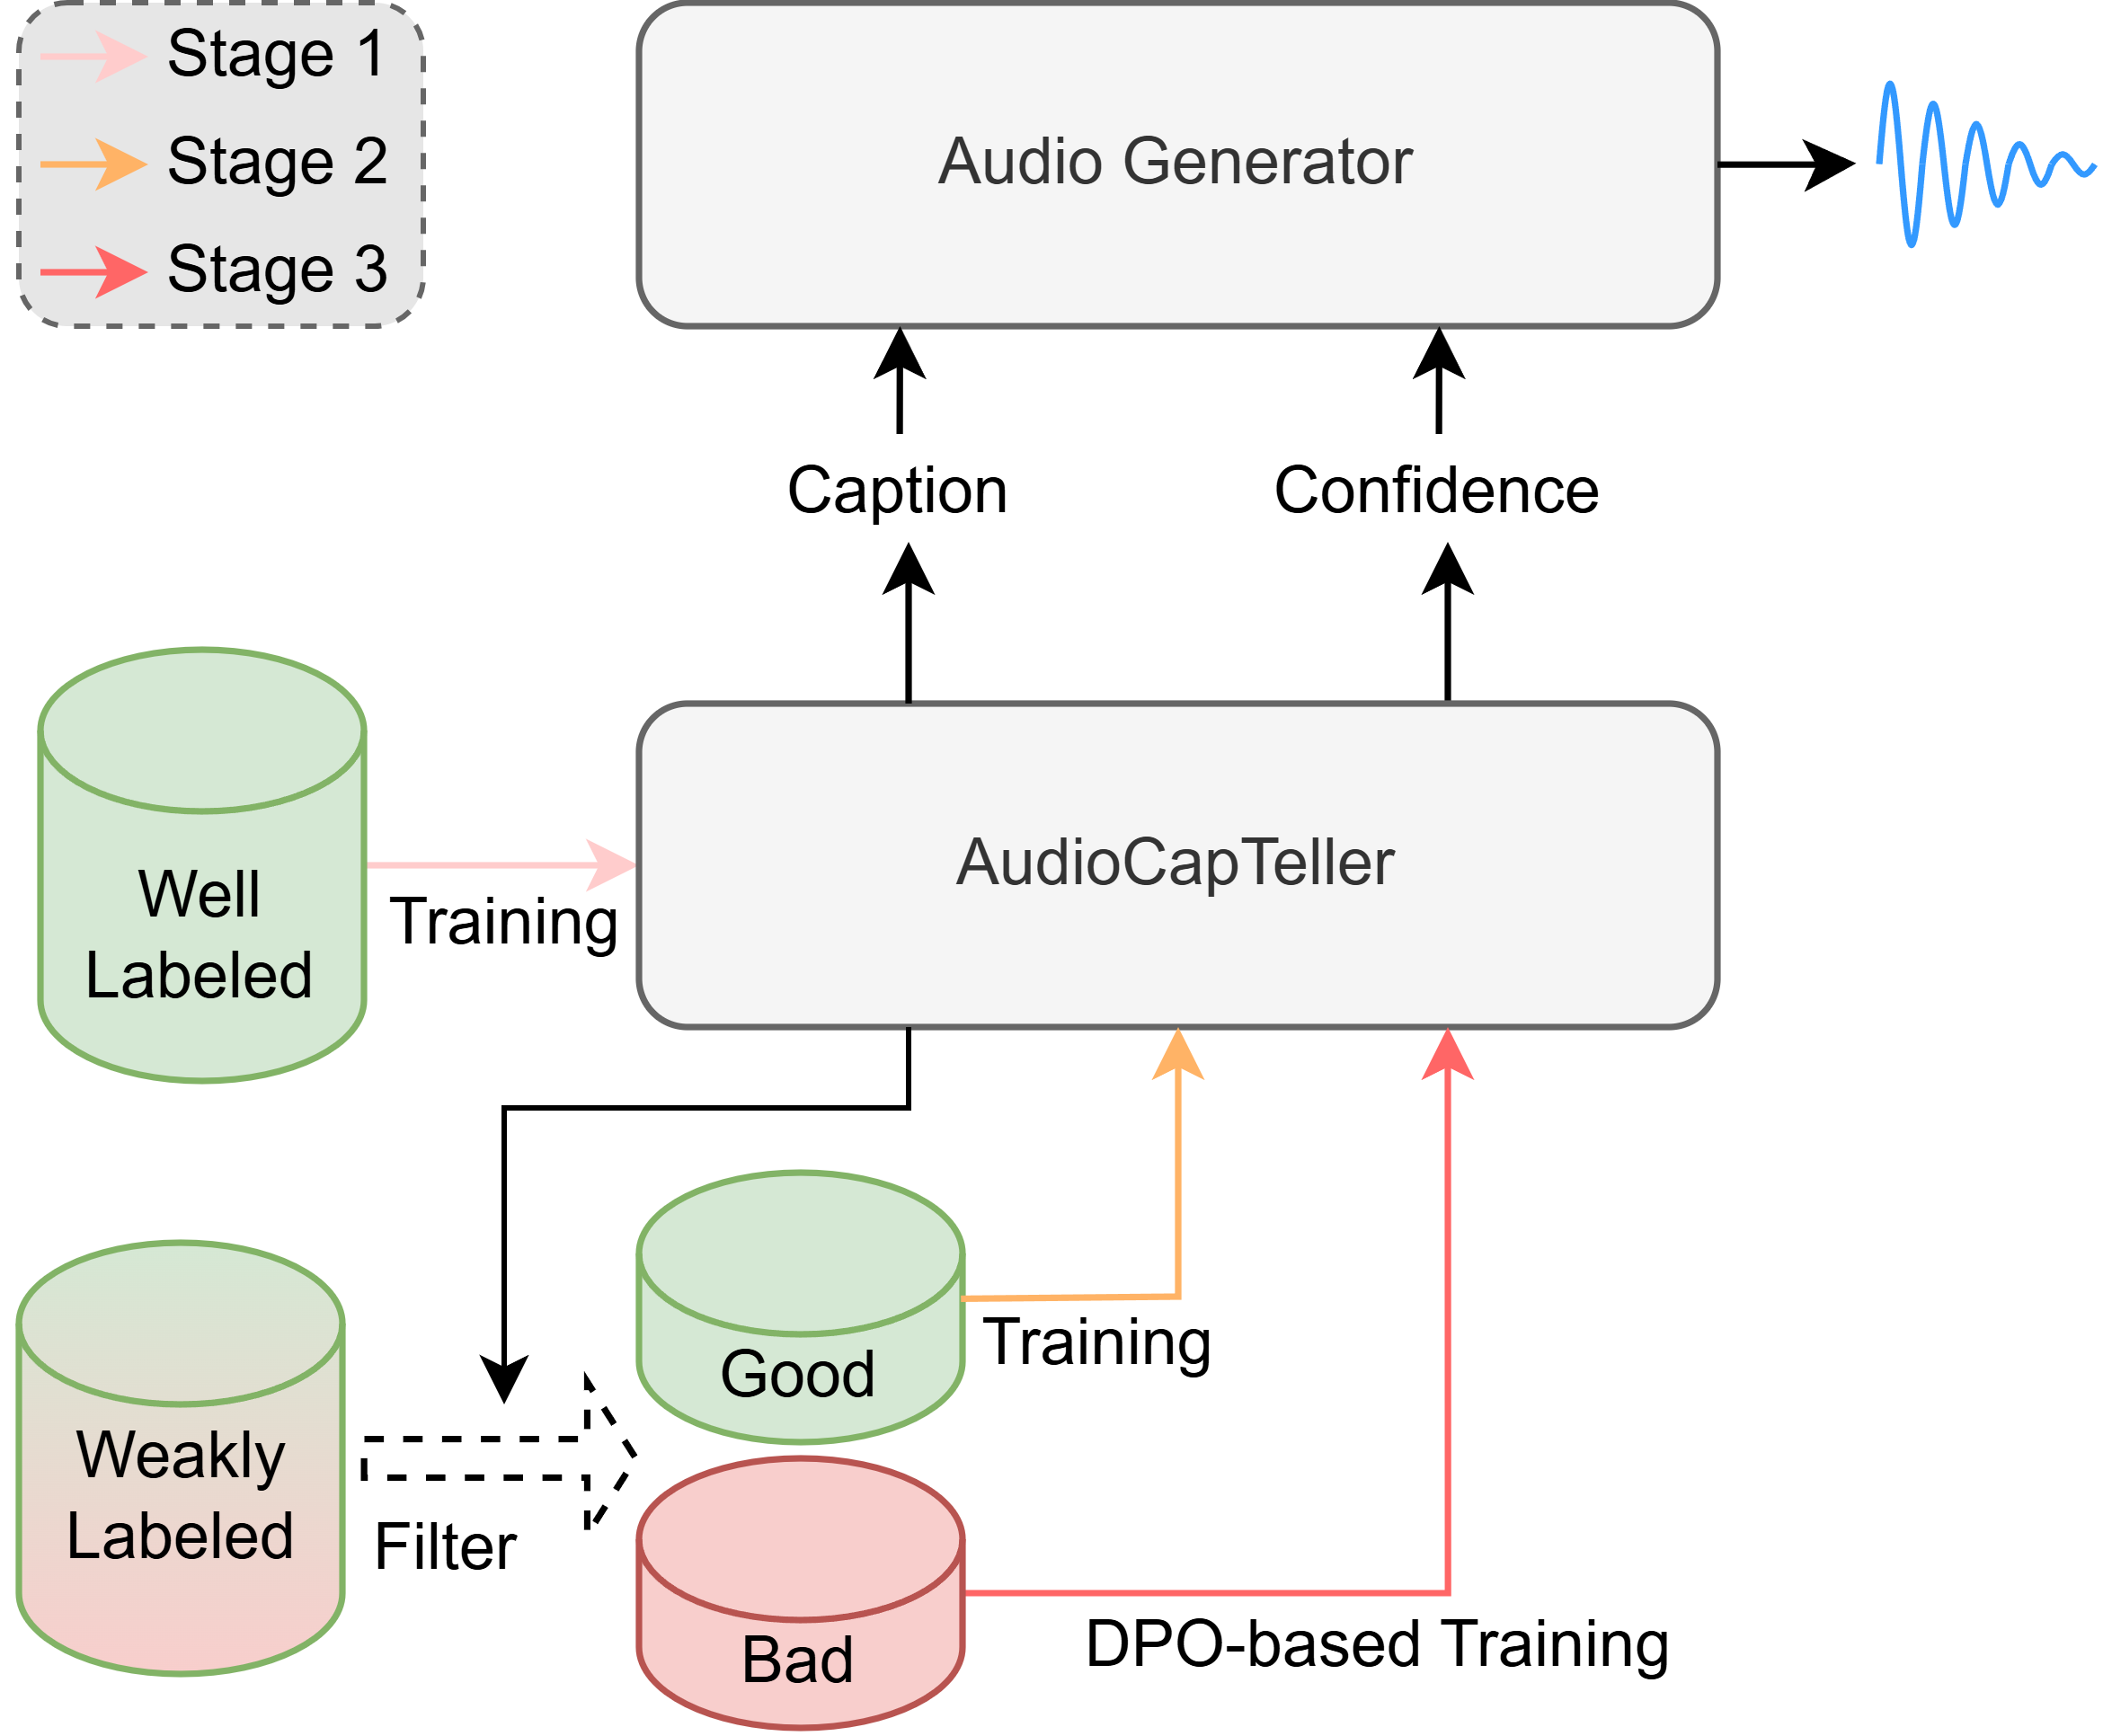 Stage 1
Stage 2
Stage 3
Audio Generator
Caption
Confidence
Well
Labeled
Training
AudioCapTeller
Weakly
Labeled
Filter
Good
Training
Bad
DPO-based Training